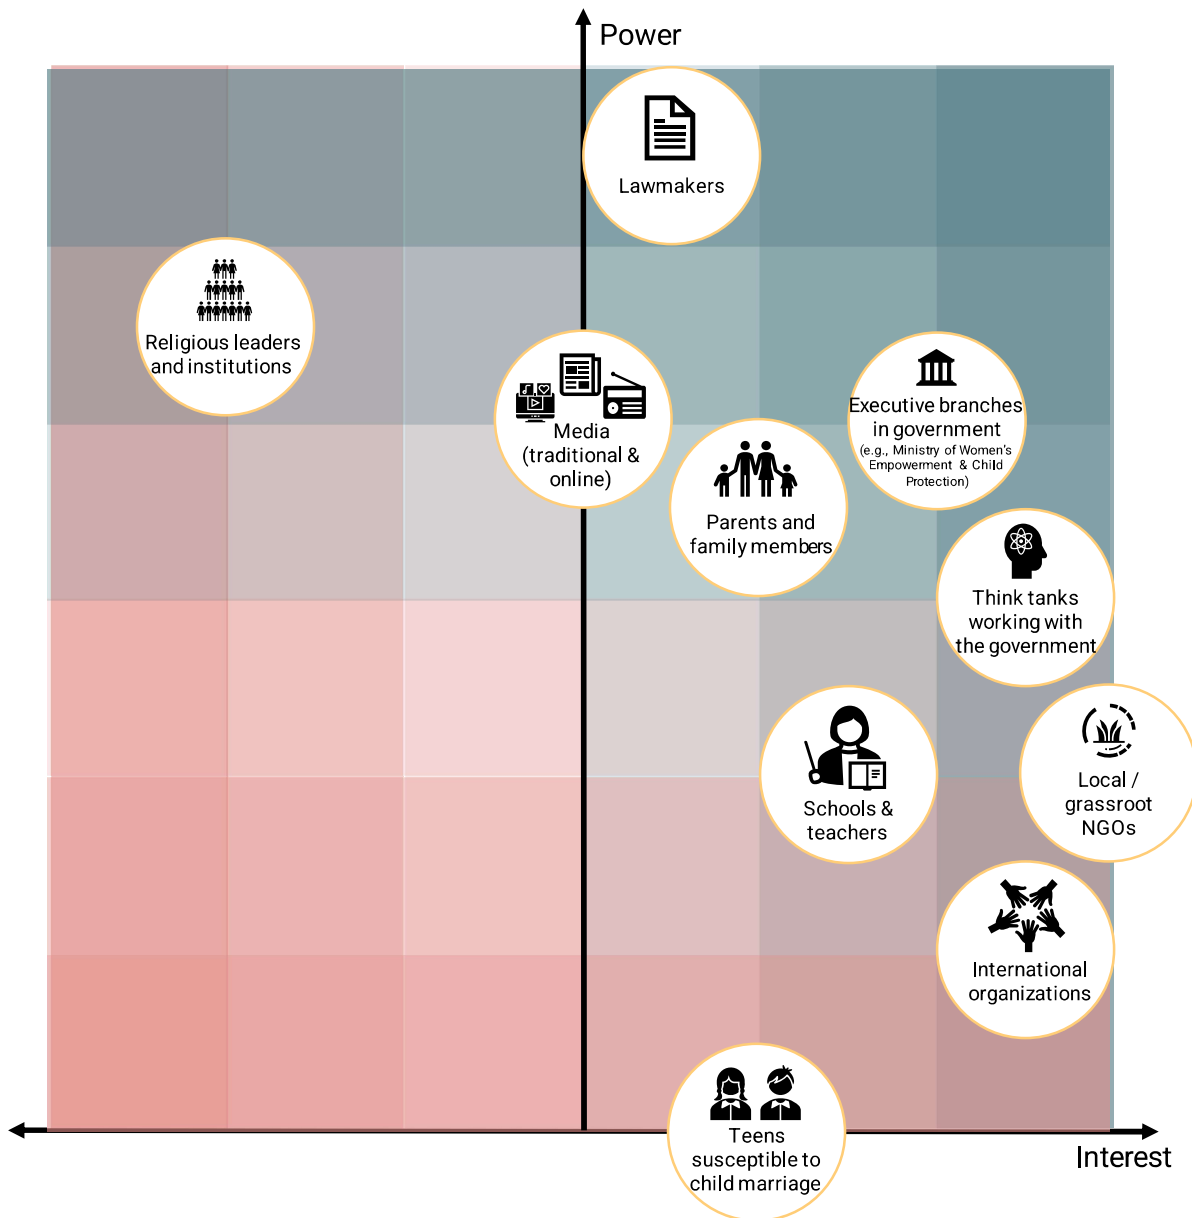 Power
Lawmakers
Religious leaders
and institutions
Media
(traditional &
online)
Executive branches
in government
(e.g., Ministry of Women's
Empowerment & Child
Protection)
Parents and
family members
Think tanks
working with
the government
Schools &
teachers
Local /
grassroot
NGOs
International
organizations
Teens
susceptible to
child marriage
Interest